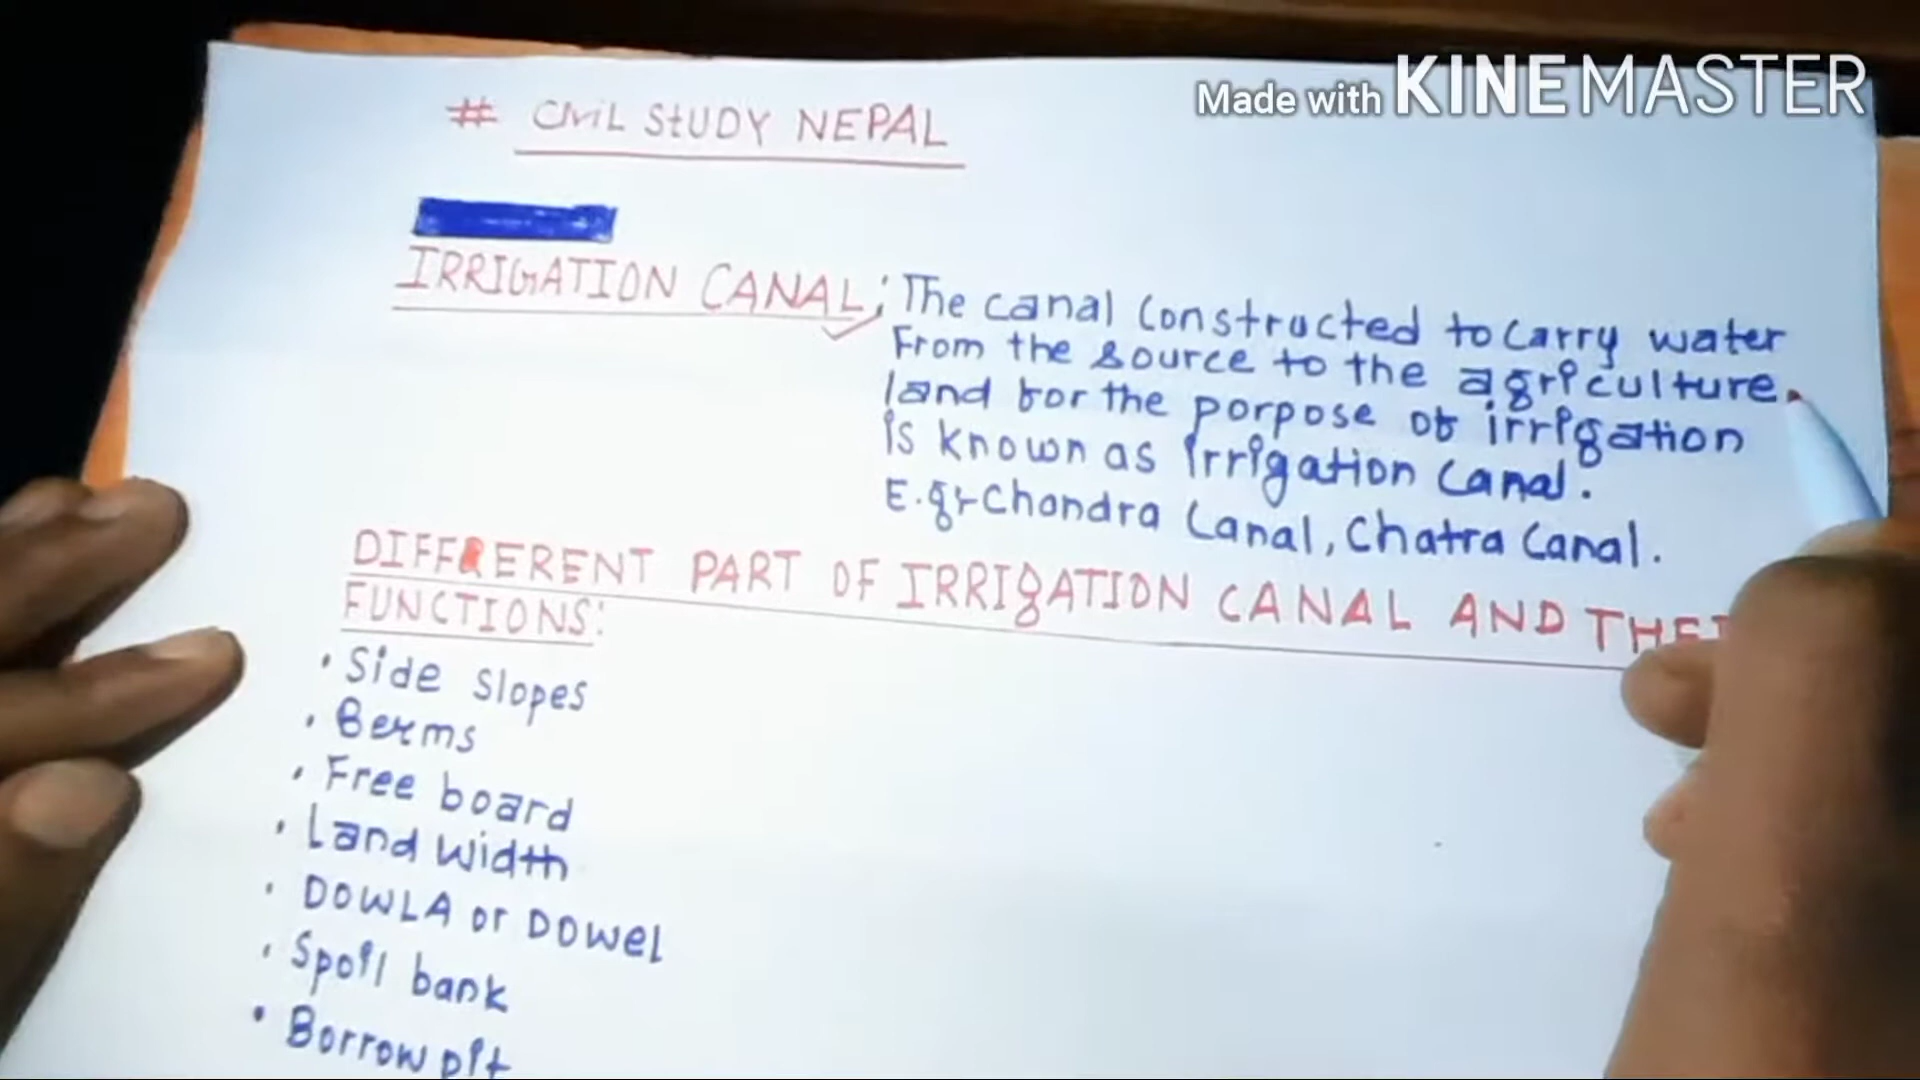 Made with KINEMASTER
# CiviL StUDY NEPAL
IRRIGATION CANAL; The canal constructed to carry water
From the source to the agriculture
land for the porpose of irrigation
is known as irrigation canal.
E.g:- Chandra Canal, Chatra Canal.
DIFFERENT PART OF IRRIGATION CANAL AND THEI
FUNCTIONS:
• Side slopes
• Berms
• Free board
• Land width
• DOWLA or DOWEL
• Spoil bank
• Borrow pit